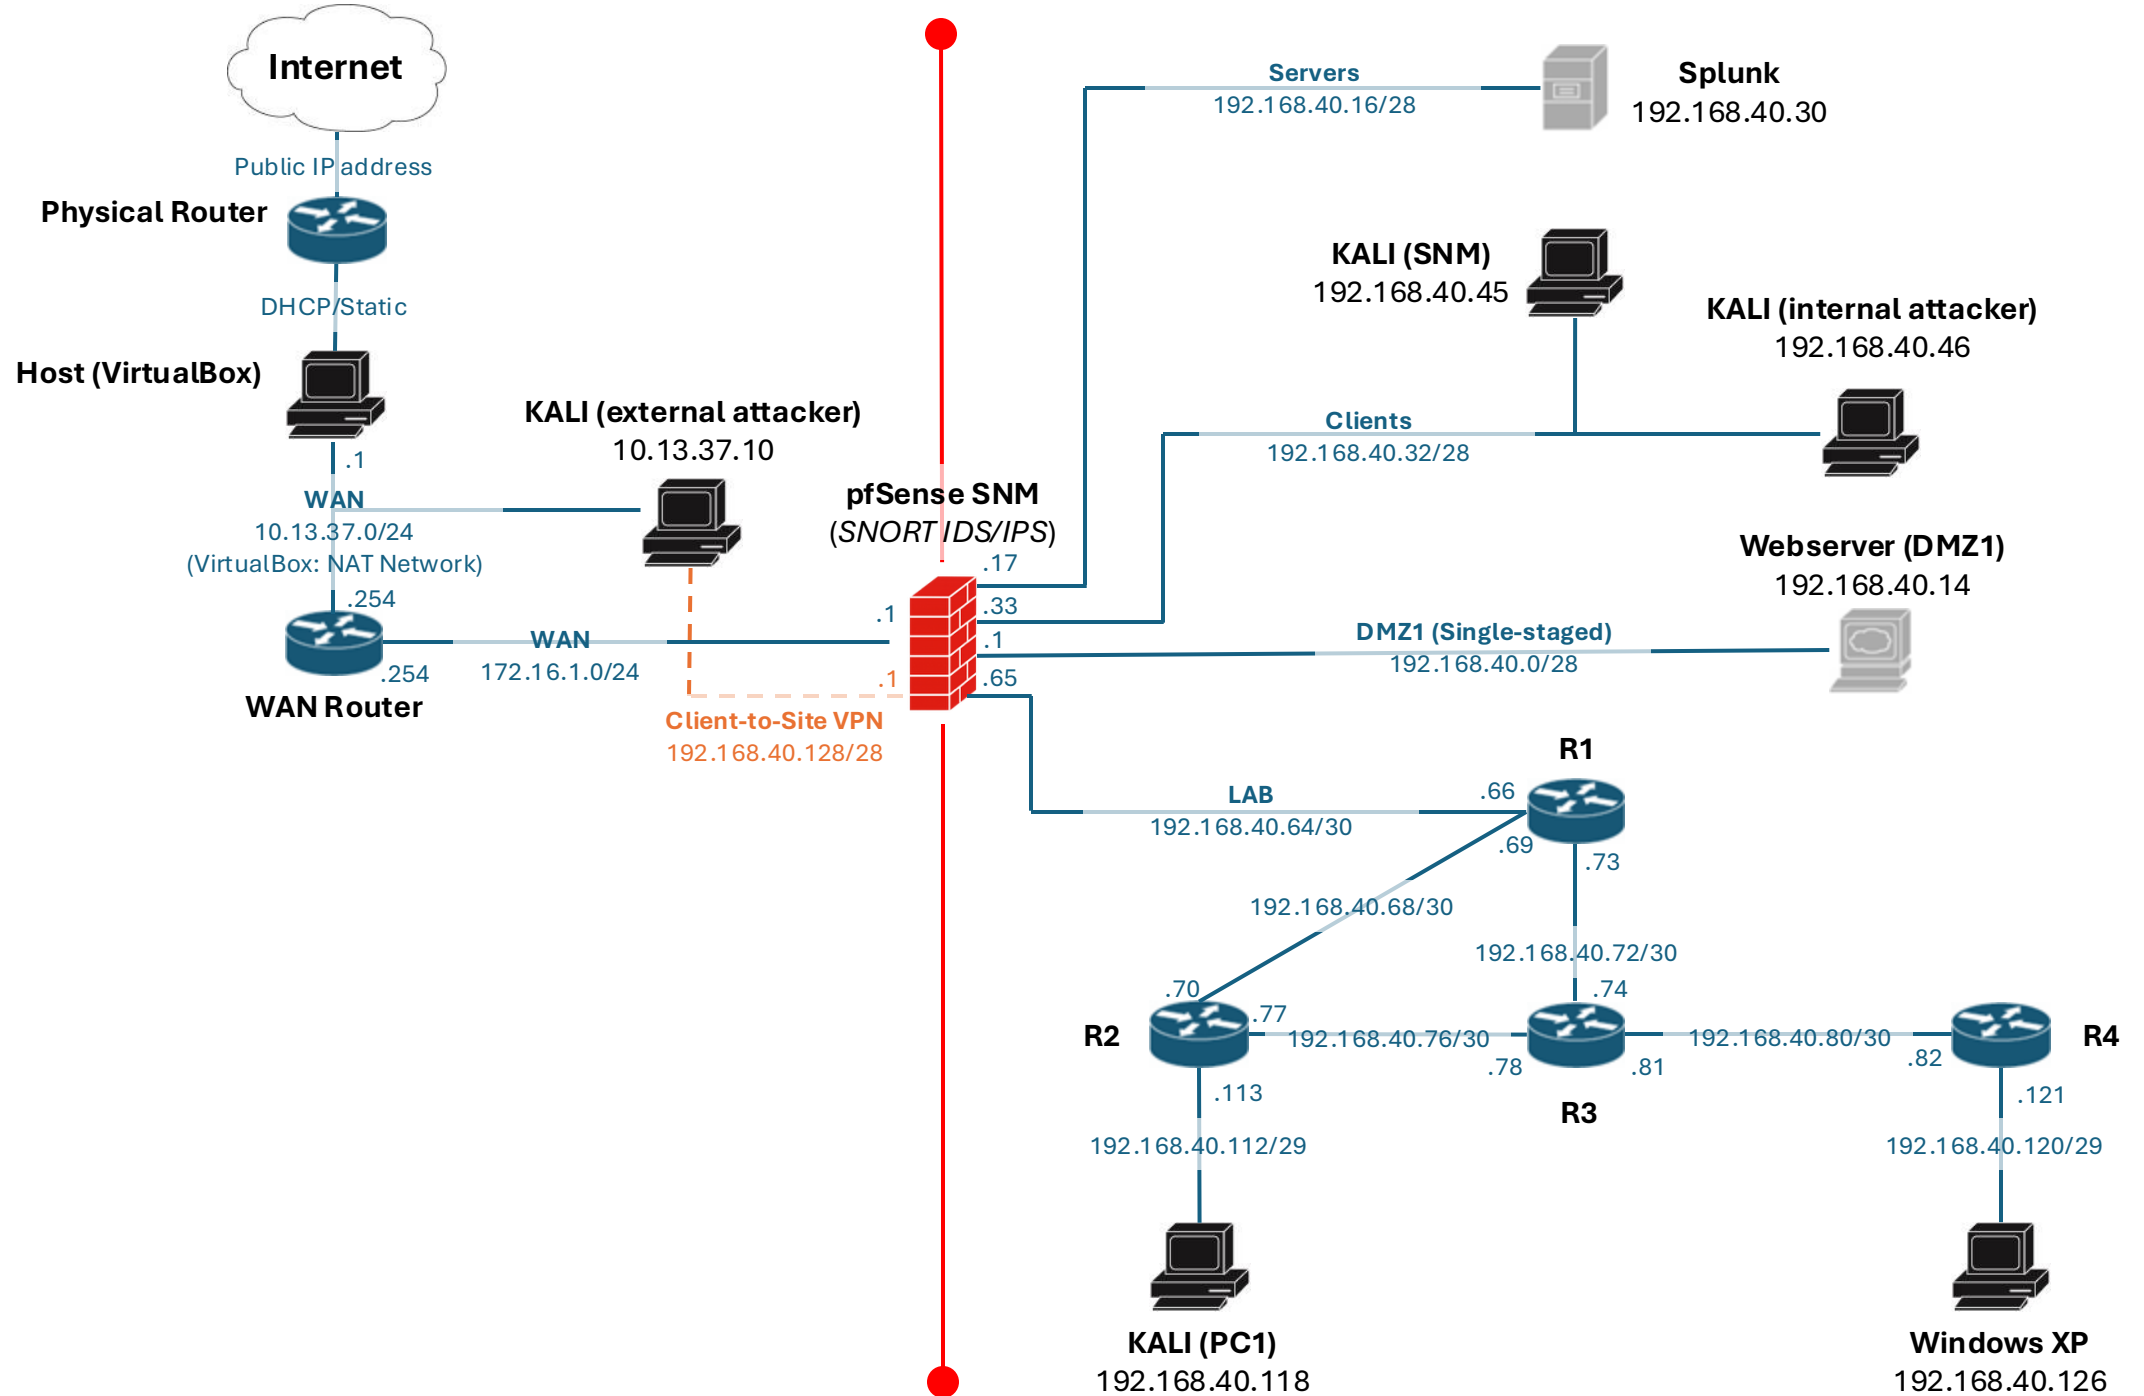 Internet
Public IP address
Physical Router
DHCP/Static
Host (VirtualBox)
.1
WAN
10.13.37.0/24
(VirtualBox: NAT Network)
.254
KALI (external attacker)
10.13.37.10
WAN Router
.254
WAN
172.16.1.0/24
.1
.1
Client-to-Site VPN
192.168.40.128/28
pfSense SNM
(SNORT IDS/IPS)
.17
.33
.1
.65
Servers
192.168.40.16/28
Splunk
192.168.40.30
KALI (SNM)
192.168.40.45
KALI (internal attacker)
192.168.40.46
Clients
192.168.40.32/28
Webserver (DMZ1)
192.168.40.14
DMZ1 (Single-staged)
192.168.40.0/28
R1
LAB
192.168.40.64/30
.66
.69
.73
192.168.40.68/30
192.168.40.72/30
.70
.74
R2
.77
192.168.40.76/30
.78
R3
.81
192.168.40.80/30
.82
R4
.113
192.168.40.112/29
.121
192.168.40.120/29
KALI (PC1)
192.168.40.118
Windows XP
192.168.40.126